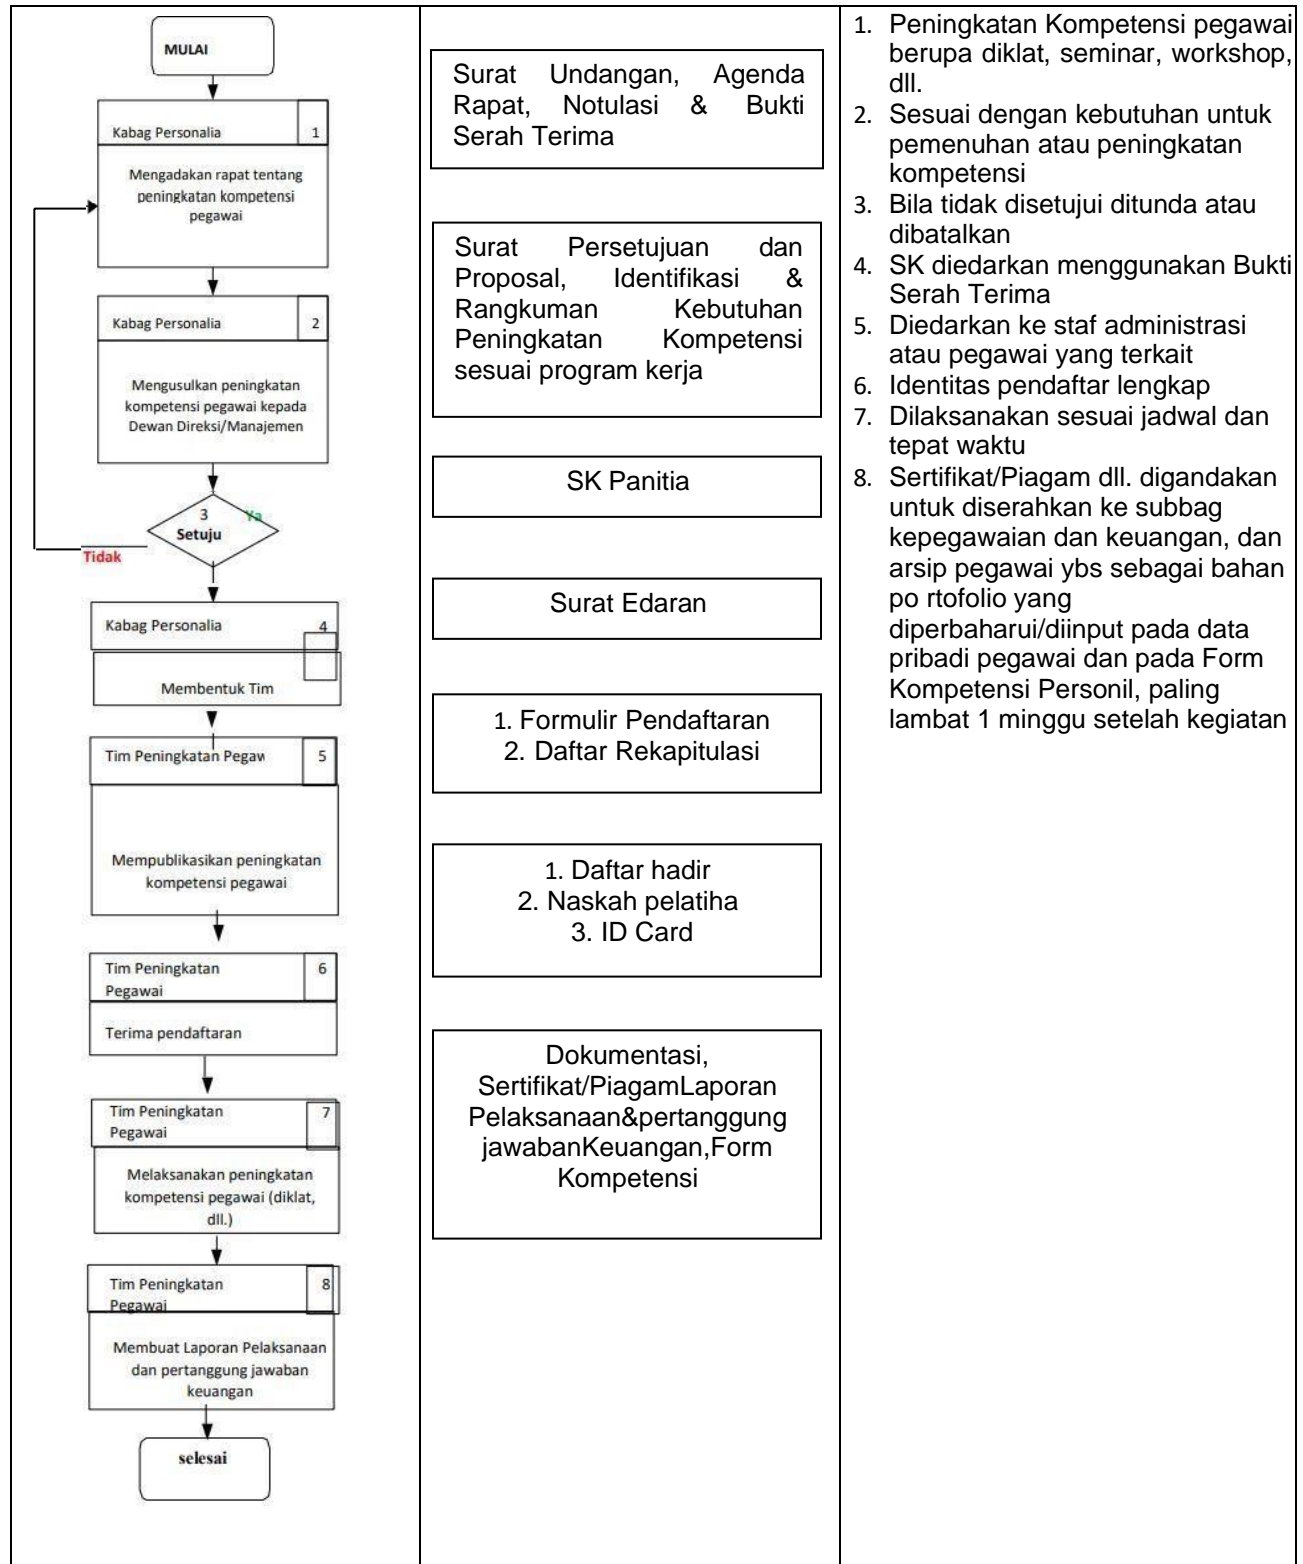 MULAI
Kabag Personalia
1
Mengadakan rapat tentang
peningkatan kompetensi
pegawai
Kabag Personalia
2
Mengusulkan peningkatan
kompetensi pegawai kepada
Dewan Direksi/Manajemen
3
Ya
Setuju
Tidak
Kabag Personalia
4
Membentuk Tim
Tim Peningkatan Pegaw
5
Mempublikasikan peningkatan
kompetensi pegawai
Tim Peningkatan
6
Pegawai
Terima pendaftaran
Tim Peningkatan
7
Pegawai
Melaksanakan peningkatan
kompetensi pegawai (diklat,
dll.)
Tim Peningkatan
8
Pegawai
Membuat Laporan Pelaksanaan
dan pertanggung jawaban
keuangan
selesai
Surat Undangan, Agenda
Rapat, Notulasi & Bukti
Serah Terima
Surat Persetujuan dan
Proposal, Identifikasi &
Rangkuman Kebutuhan
Peningkatan Kompetensi
sesuai program kerja
SK Panitia
Surat Edaran
1. Formulir Pendaftaran
2. Daftar Rekapitulasi
1. Daftar hadir
2. Naskah pelatiha
3. ID Card
Dokumentasi,
Sertifikat/PiagamLaporan
Pelaksanaan&pertanggung
jawabanKeuangan,Form
Kompetensi
1. Peningkatan Kompetensi pegawai
berupa diklat, seminar, workshop,
dll.
2. Sesuai dengan kebutuhan untuk
pemenuhan atau peningkatan
kompetensi
3. Bila tidak disetujui ditunda atau
dibatalkan
4. SK diedarkan menggunakan Bukti
Serah Terima
5. Diedarkan ke staf administrasi
atau pegawai yang terkait
6. Identitas pendaftar lengkap
7. Dilaksanakan sesuai jadwal dan
tepat waktu
8. Sertifikat/Piagam dll. digandakan
untuk diserahkan ke subbag
kepegawaian dan keuangan, dan
arsip pegawai ybs sebagai bahan
po rtofolio yang
diperbaharui/diinput pada data
pribadi pegawai dan pada Form
Kompetensi Personil, paling
lambat 1 minggu setelah kegiatan